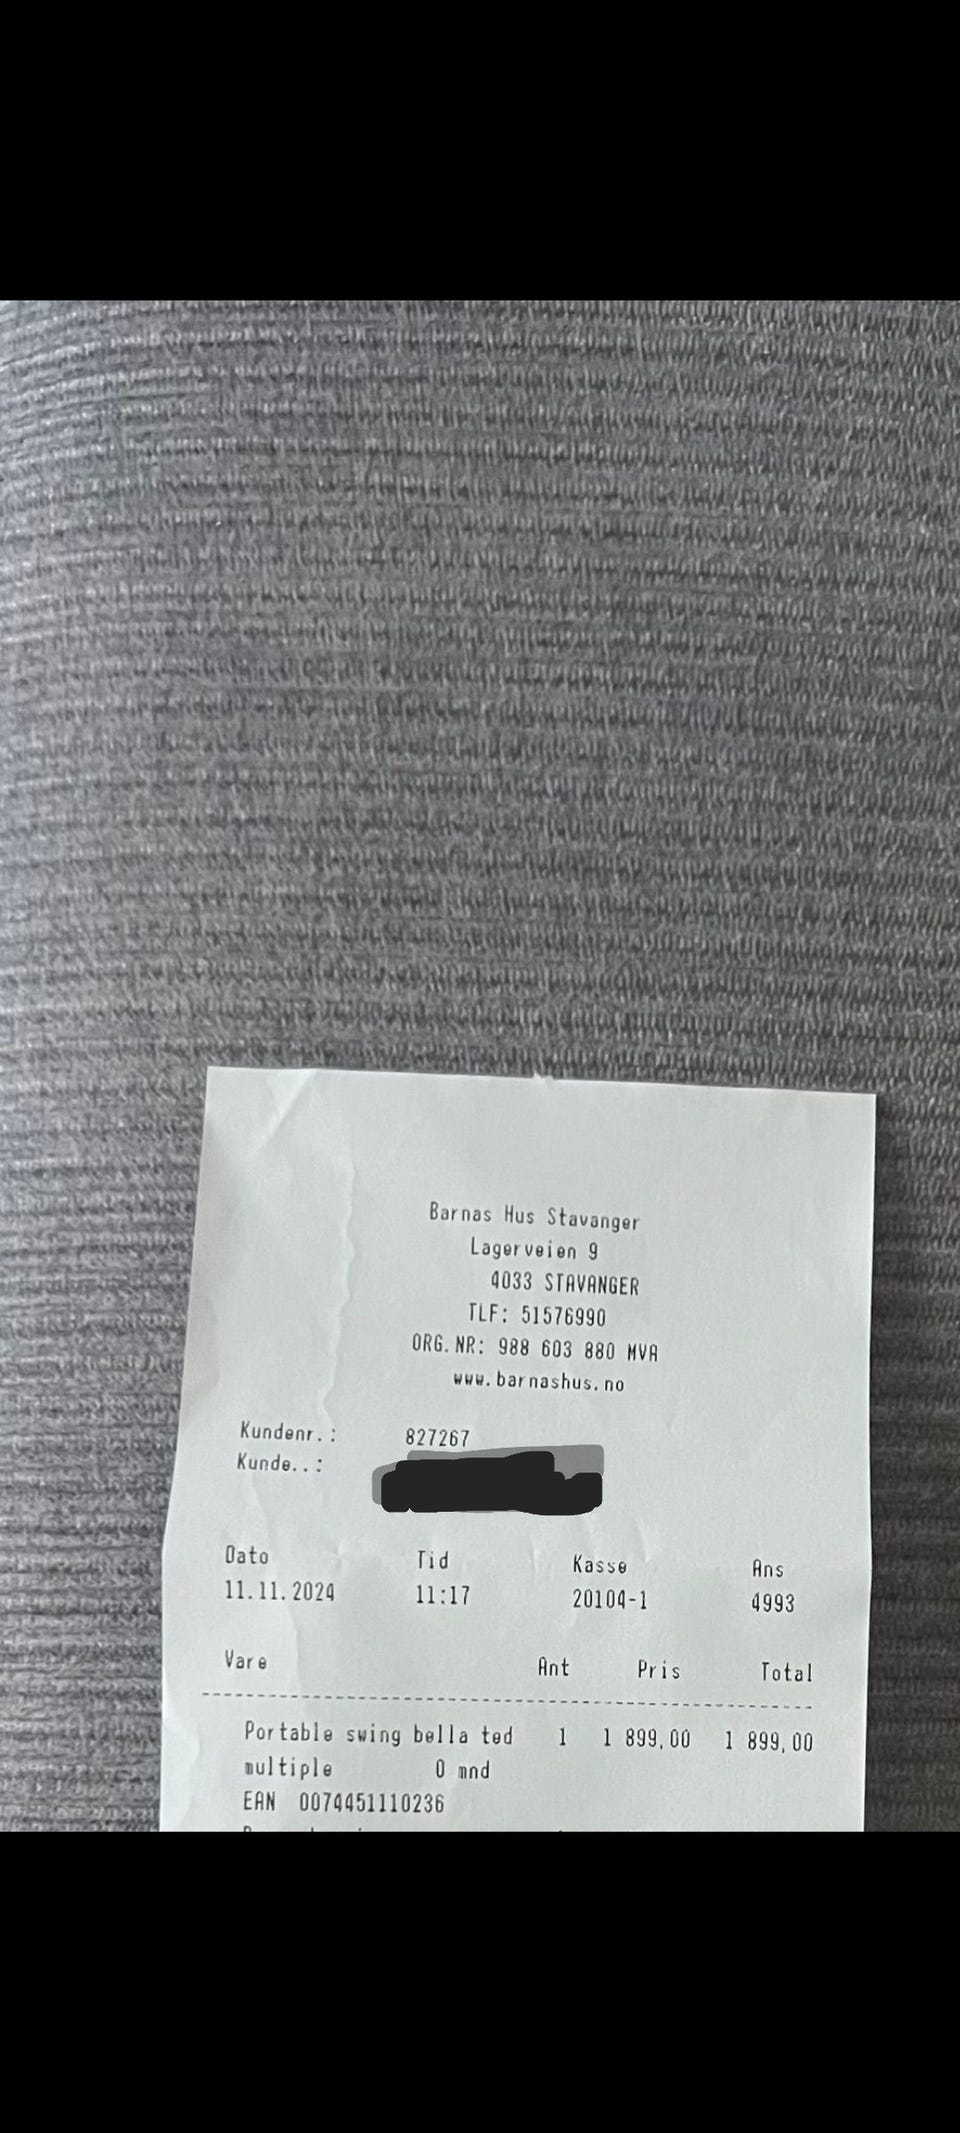 Barnas Hus Stavanger
Lagerveien 9
4033 STAVANGER
TLF: 51576990
ORG.NR: 988 603 880 MVA
www.barnashus.no
Kundenr.: 827267
Kunde..:
Dato Tid Kasse Ans
11.11.2024 11:17 20104-1 4993
Vare Ant Pris Total
Portable swing bella ted 1 1 899,00 1 899,00
multiple 0 mnd
EAN 0074451110236